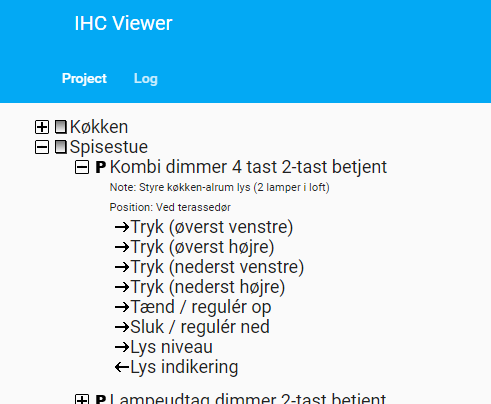 IHC Viewer
Project Log
Køkken
Spisestue
P Kombi dimmer 4 tast 2-tast betjent
Note: Styre køkken-alrum lys (2 lamper i loft)
Position: Ved terassedør
→Tryk (øverst venstre)
→Tryk (øverst højre)
→Tryk (nederst venstre)
→Tryk (nederst højre)
→Tænd / regulér op
→Sluk / regulér ned
→Lys niveau
←Lys indikering
P Lampeudtag dimmer 2-tast betjent